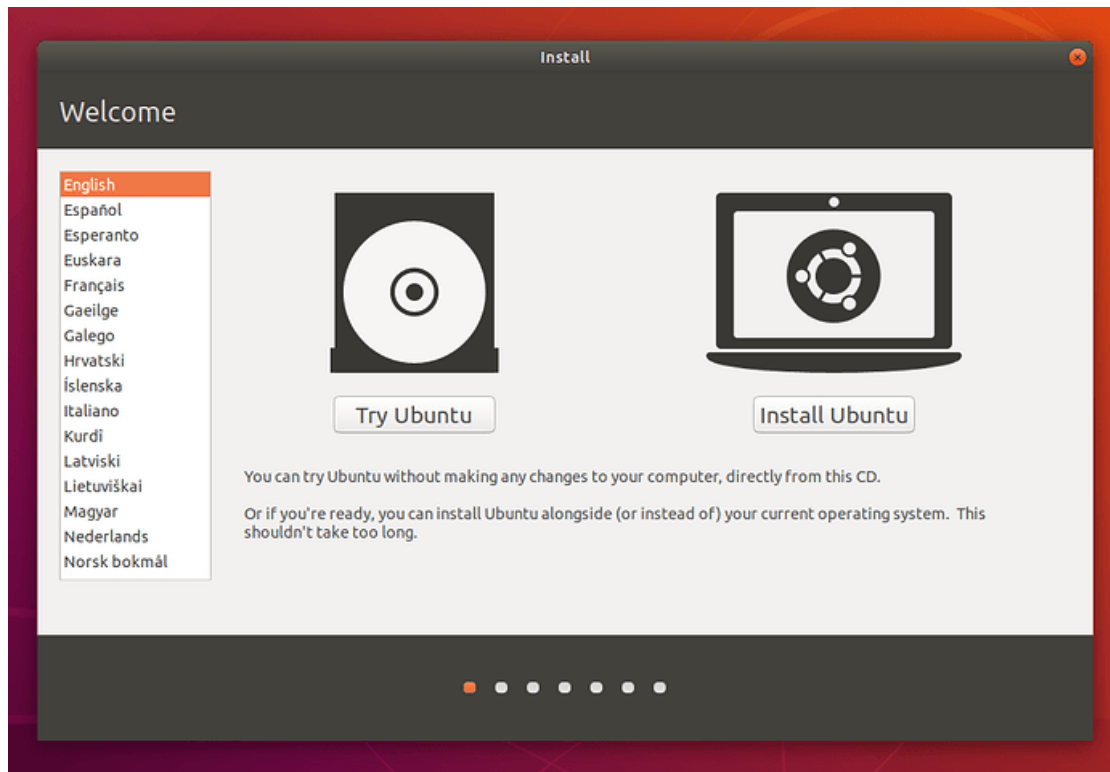 Install
Welcome
English
Español
Esperanto
Euskara
Français
Gaeilge
Galego
Hrvatski
Íslenska
Italiano
Kurdî
Latviski
Lietuviškai
Magyar
Nederlands
Norsk bokmål
Try Ubuntu
Install Ubuntu
You can try Ubuntu without making any changes to your computer, directly from this CD.
Or if you're ready, you can install Ubuntu alongside (or instead of) your current operating system.  This
shouldn't take too long.